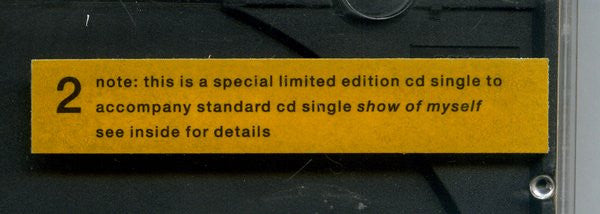 2 note: this is a special limited edition cd single to
accompany standard cd single show of myself
see inside for details